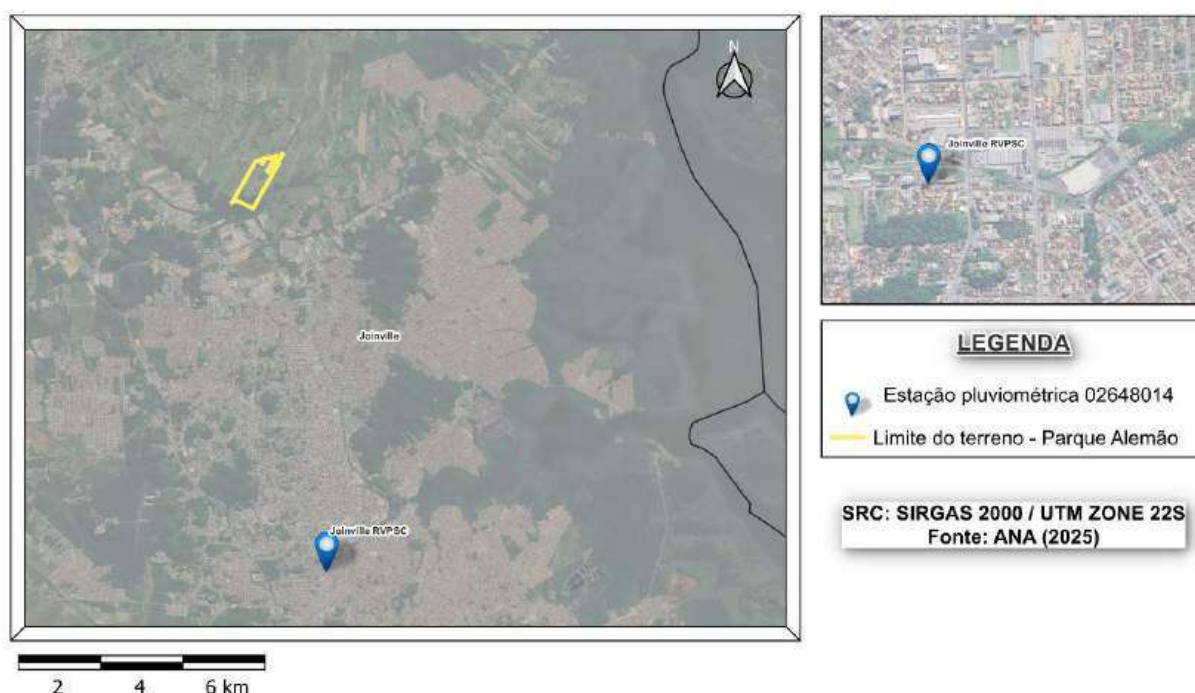 N
Joinville
Joinville RVPSC
2 4 6 km
Joinville RVPSC
LEGENDA
Estação pluviométrica 02648014
Limite do terreno - Parque Alemão
SRC: SIRGAS 2000 / UTM ZONE 22S
Fonte: ANA (2025)